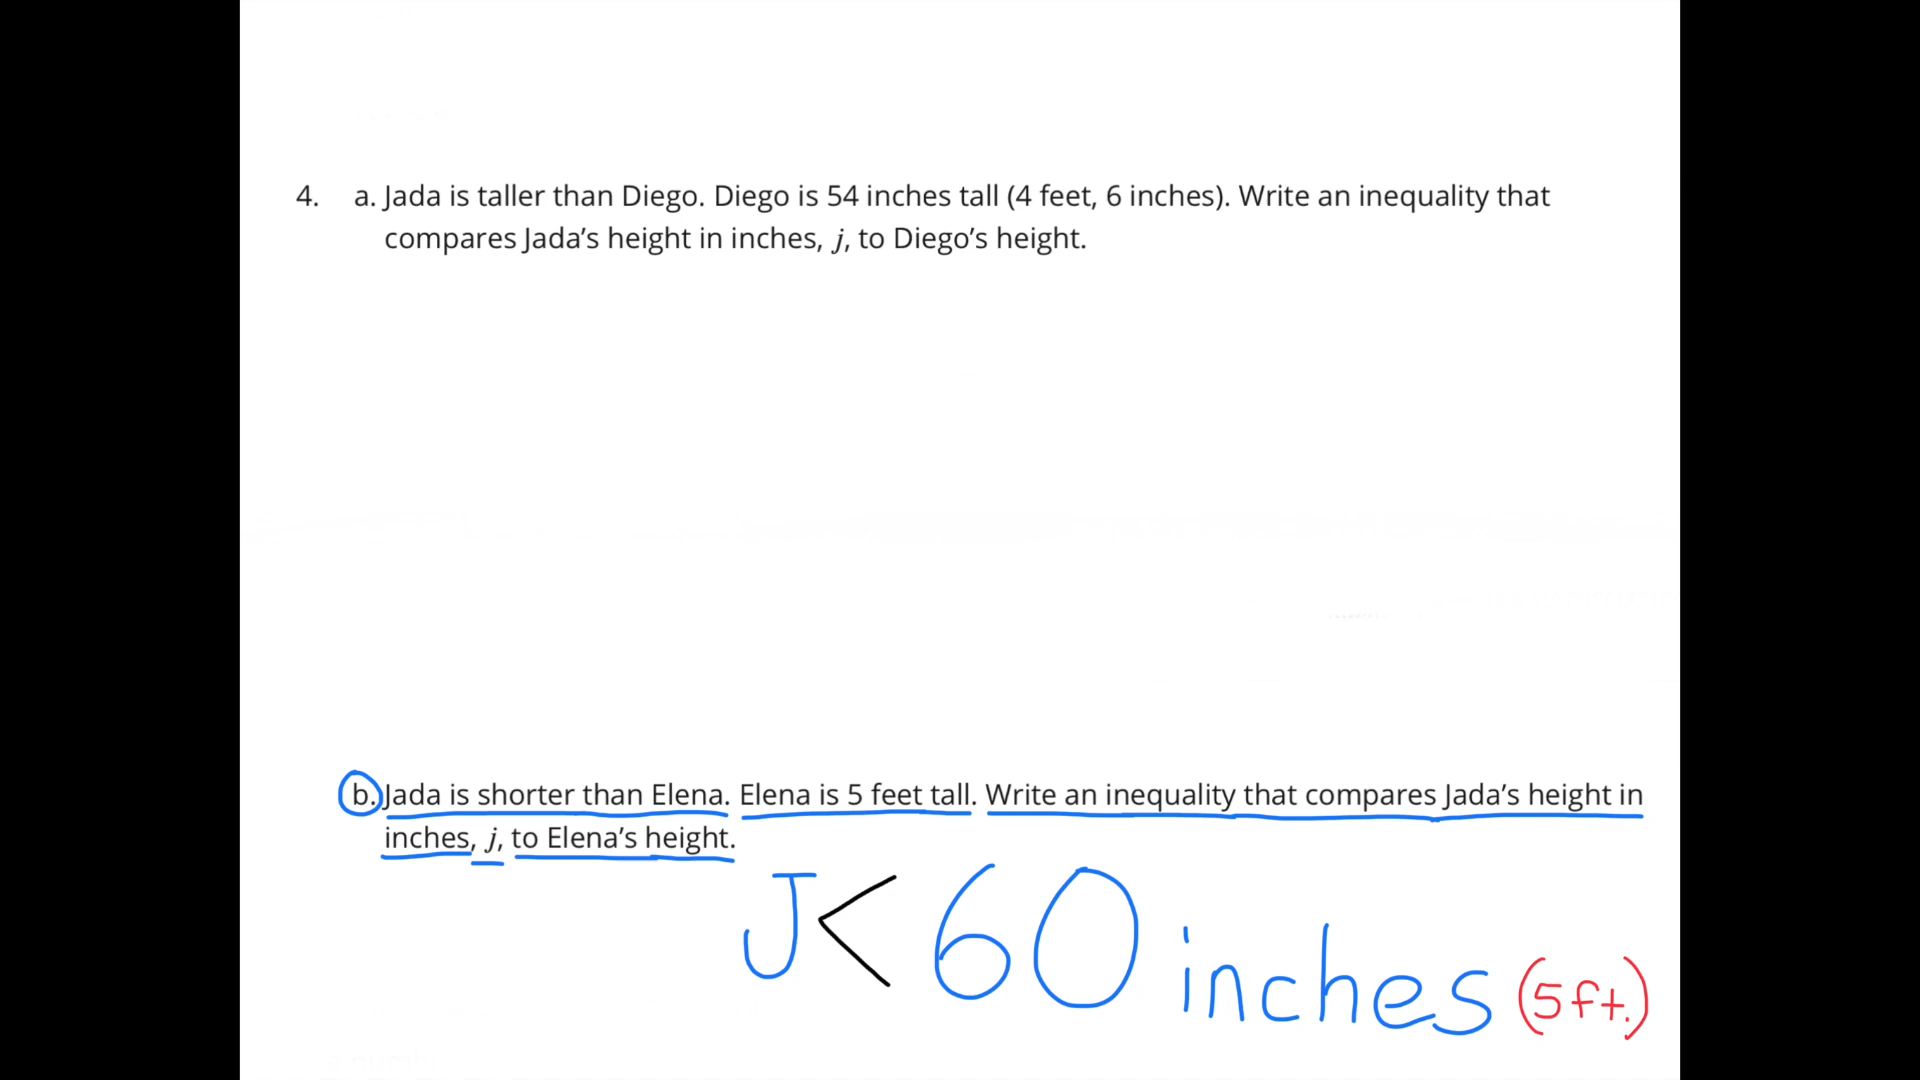 4. a. Jada is taller than Diego. Diego is 54 inches tall (4 feet, 6 inches). Write an inequality that
compares Jada’s height in inches, j, to Diego’s height.
b. Jada is shorter than Elena. Elena is 5 feet tall. Write an inequality that compares Jada’s height in
inches, j, to Elena’s height.
J < 60 inches (5ft.)